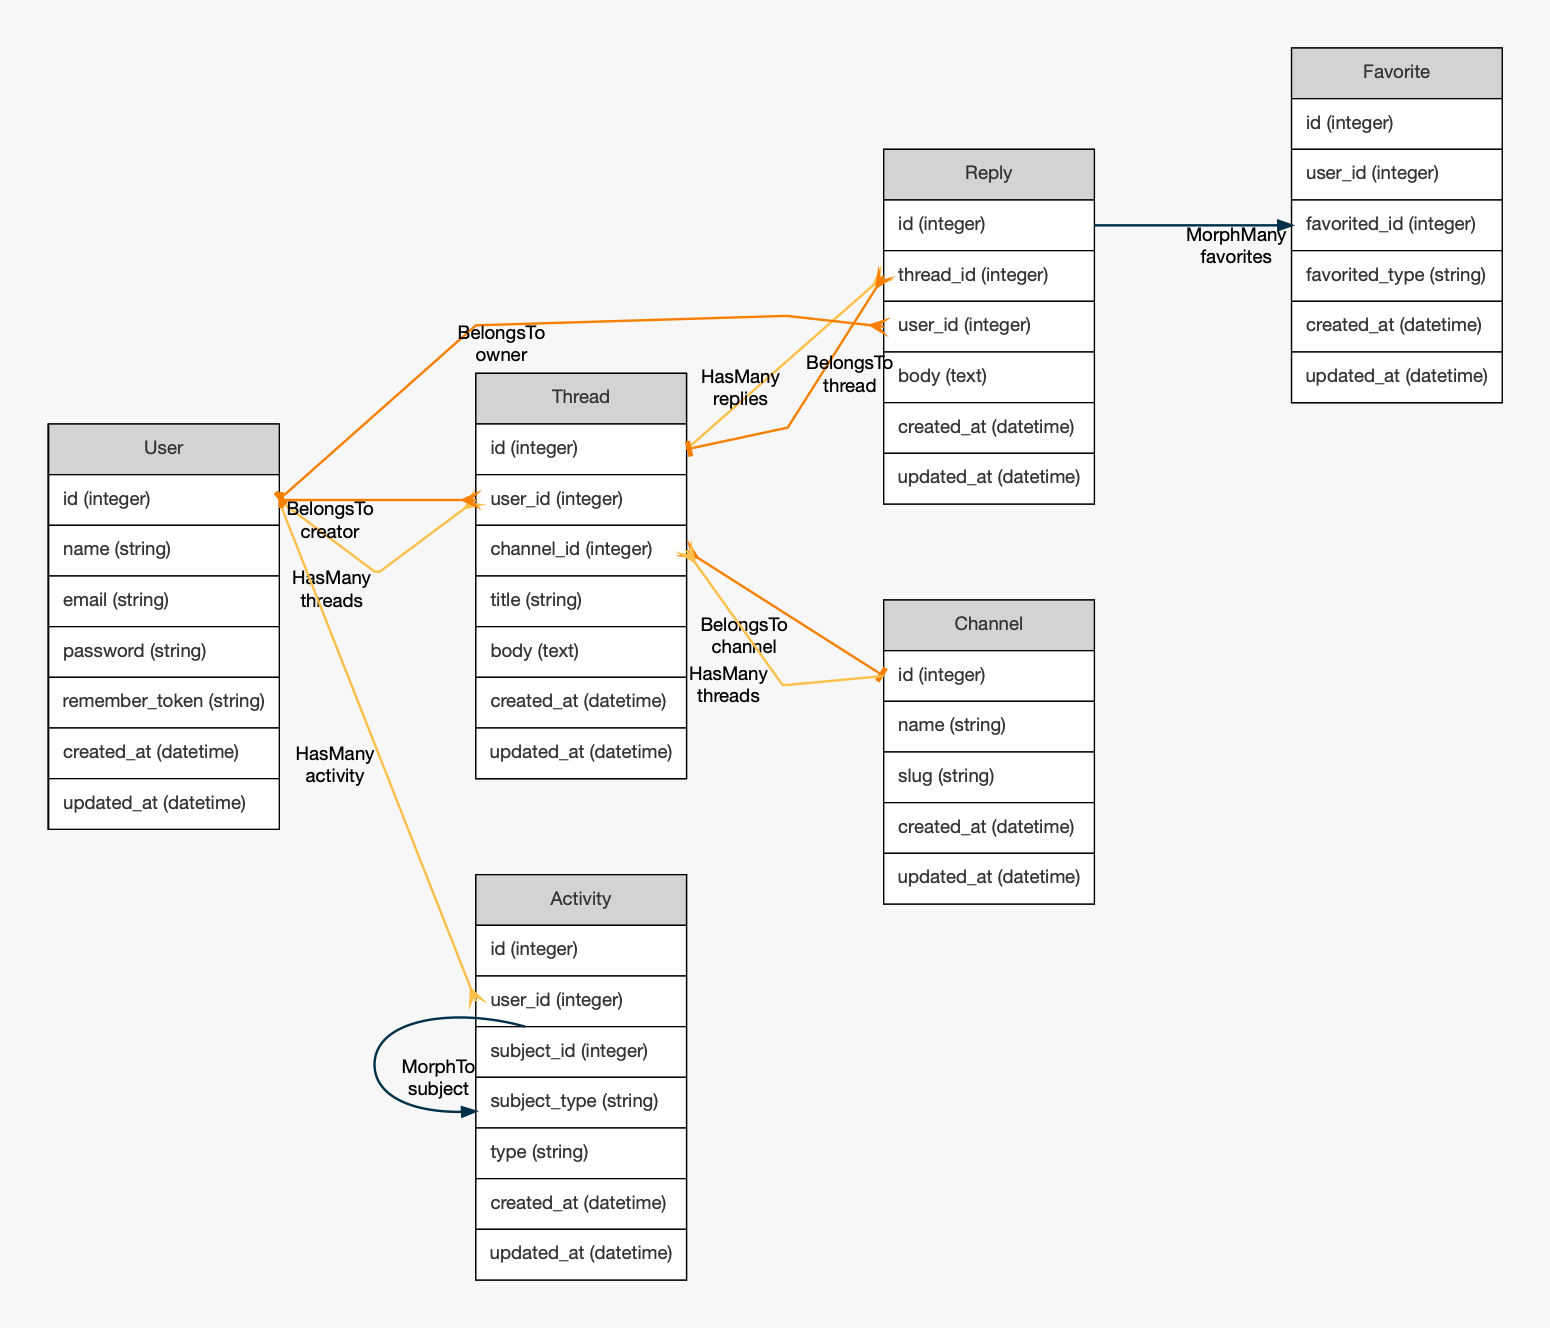 Favorite
id (integer)
user_id (integer)
favorited_id (integer)
favorited_type (string)
created_at (datetime)
updated_at (datetime)
MorphMany
favorites
Reply
id (integer)
thread_id (integer)
user_id (integer)
body (text)
created_at (datetime)
updated_at (datetime)
BelongsTo
owner
HasMany
replies
BelongsTo
thread
Thread
id (integer)
user_id (integer)
channel_id (integer)
title (string)
body (text)
created_at (datetime)
updated_at (datetime)
User
id (integer)
name (string)
email (string)
password (string)
remember_token (string)
created_at (datetime)
updated_at (datetime)
BelongsTo
creator
HasMany
threads
HasMany
activity
BelongsTo
channel
HasMany
threads
Channel
id (integer)
name (string)
slug (string)
created_at (datetime)
updated_at (datetime)
Activity
id (integer)
user_id (integer)
subject_id (integer)
subject_type (string)
type (string)
created_at (datetime)
updated_at (datetime)
MorphTo
subject